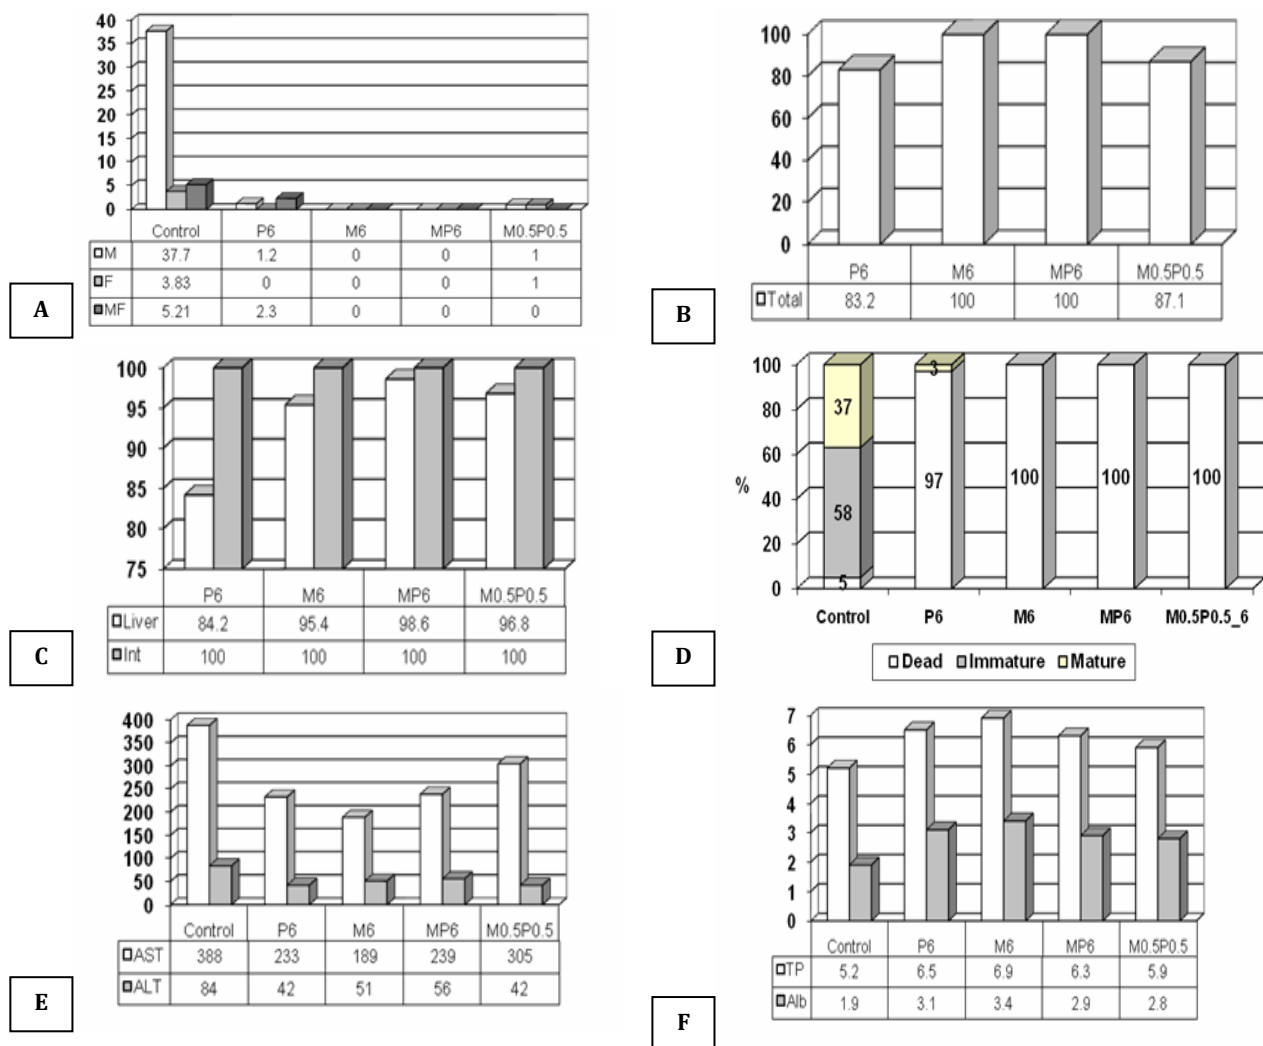 40
35
30
25
20
15
10
5
0
Control P6 M6 MP6 M0.5P0.5
M 37.7 1.2 0 0 1
F 3.83 0 0 0 1
MF 5.21 2.3 0 0 0
A
100
80
60
40
20
0
P6 M6 MP6 M0.5P0.5
Total 83.2 100 100 87.1
B
100
95
90
85
80
75
P6 M6 MP6 M0.5P0.5
Liver 84.2 95.4 98.6 96.8
Int 100 100 100 100
C
100
80
60
40
20
0
%
37 3
58 97 100 100 100
5
Control P6 M6 MP6 M0.5P0.5_6
Dead Immature Mature
D
400
350
300
250
200
150
100
50
0
Control P6 M6 MP6 M0.5P0.5
AST 388 233 189 239 305
ALT 84 42 51 56 42
E
7
6
5
4
3
2
1
0
Control P6 M6 MP6 M0.5P0.5
TP 5.2 6.5 6.9 6.3 5.9
Alb 1.9 3.1 3.4 2.9 2.8
F